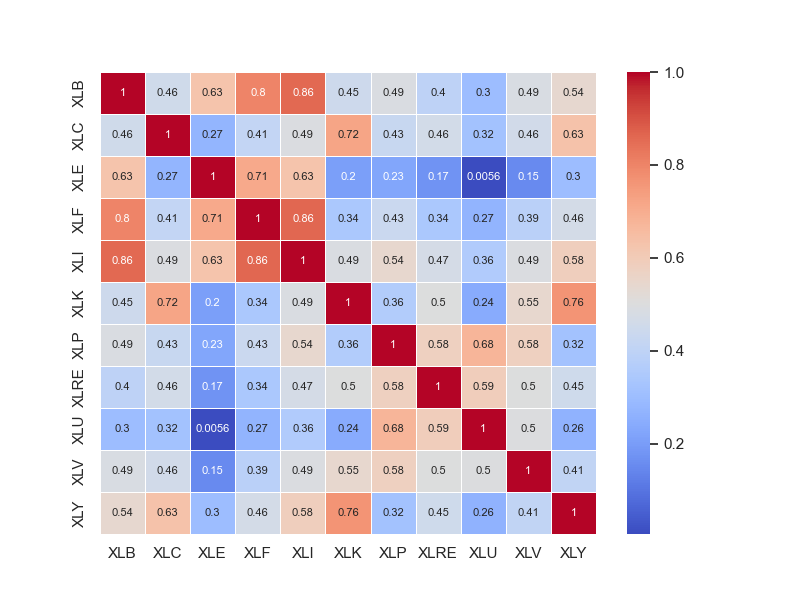 XLB 1 0.46 0.63 0.8 0.86 0.45 0.49 0.4 0.3 0.49 0.54
XLC 0.46 1 0.27 0.41 0.49 0.72 0.43 0.46 0.32 0.46 0.63
XLE 0.63 0.27 1 0.71 0.63 0.2 0.23 0.17 0.0056 0.15 0.3
XLF 0.8 0.41 0.71 1 0.86 0.34 0.43 0.34 0.27 0.39 0.46
XLI 0.86 0.49 0.63 0.86 1 0.49 0.54 0.47 0.36 0.49 0.58
XLK 0.45 0.72 0.2 0.34 0.49 1 0.36 0.5 0.24 0.55 0.76
XLP 0.49 0.43 0.23 0.43 0.54 0.36 1 0.58 0.68 0.58 0.32
XLRE 0.4 0.46 0.17 0.34 0.47 0.5 0.58 1 0.59 0.5 0.45
XLU 0.3 0.32 0.0056 0.27 0.36 0.24 0.68 0.59 1 0.5 0.26
XLV 0.49 0.46 0.15 0.39 0.49 0.55 0.58 0.5 0.5 1 0.41
XLY 0.54 0.63 0.3 0.46 0.58 0.76 0.32 0.45 0.26 0.41 1
XLB XLC XLE XLF XLI XLK XLP XLRE XLU XLV XLY
1.0
0.8
0.6
0.4
0.2